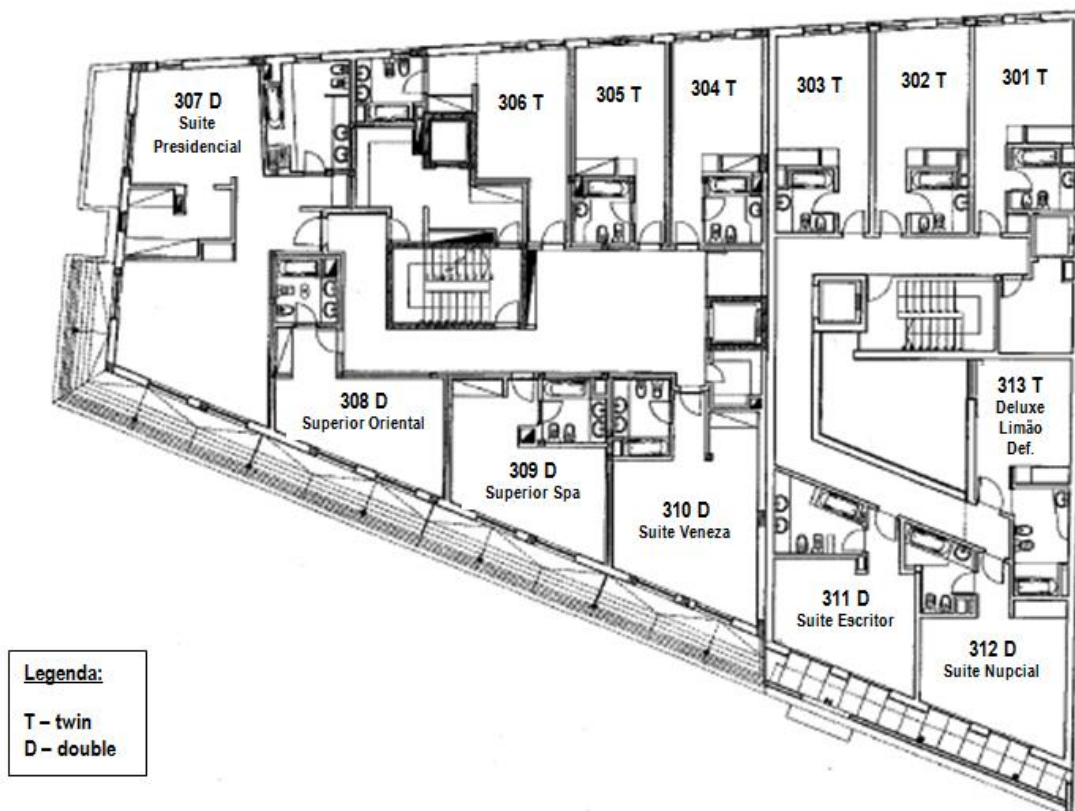 307 D
Suite
Presidencial
306 T
305 T
304 T
303 T
302 T
301 T
308 D
Superior Oriental
309 D
Superior Spa
310 D
Suite Veneza
313 T
Deluxe
Limão
Def.
311 D
Suite Escritor
312 D
Suite Nupcial
Legenda:
T – twin
D – double